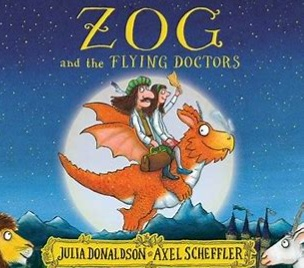 ZOG
and the FLYING DOCTORS
JULIA DONALDSON AXEL SCHEFFLER